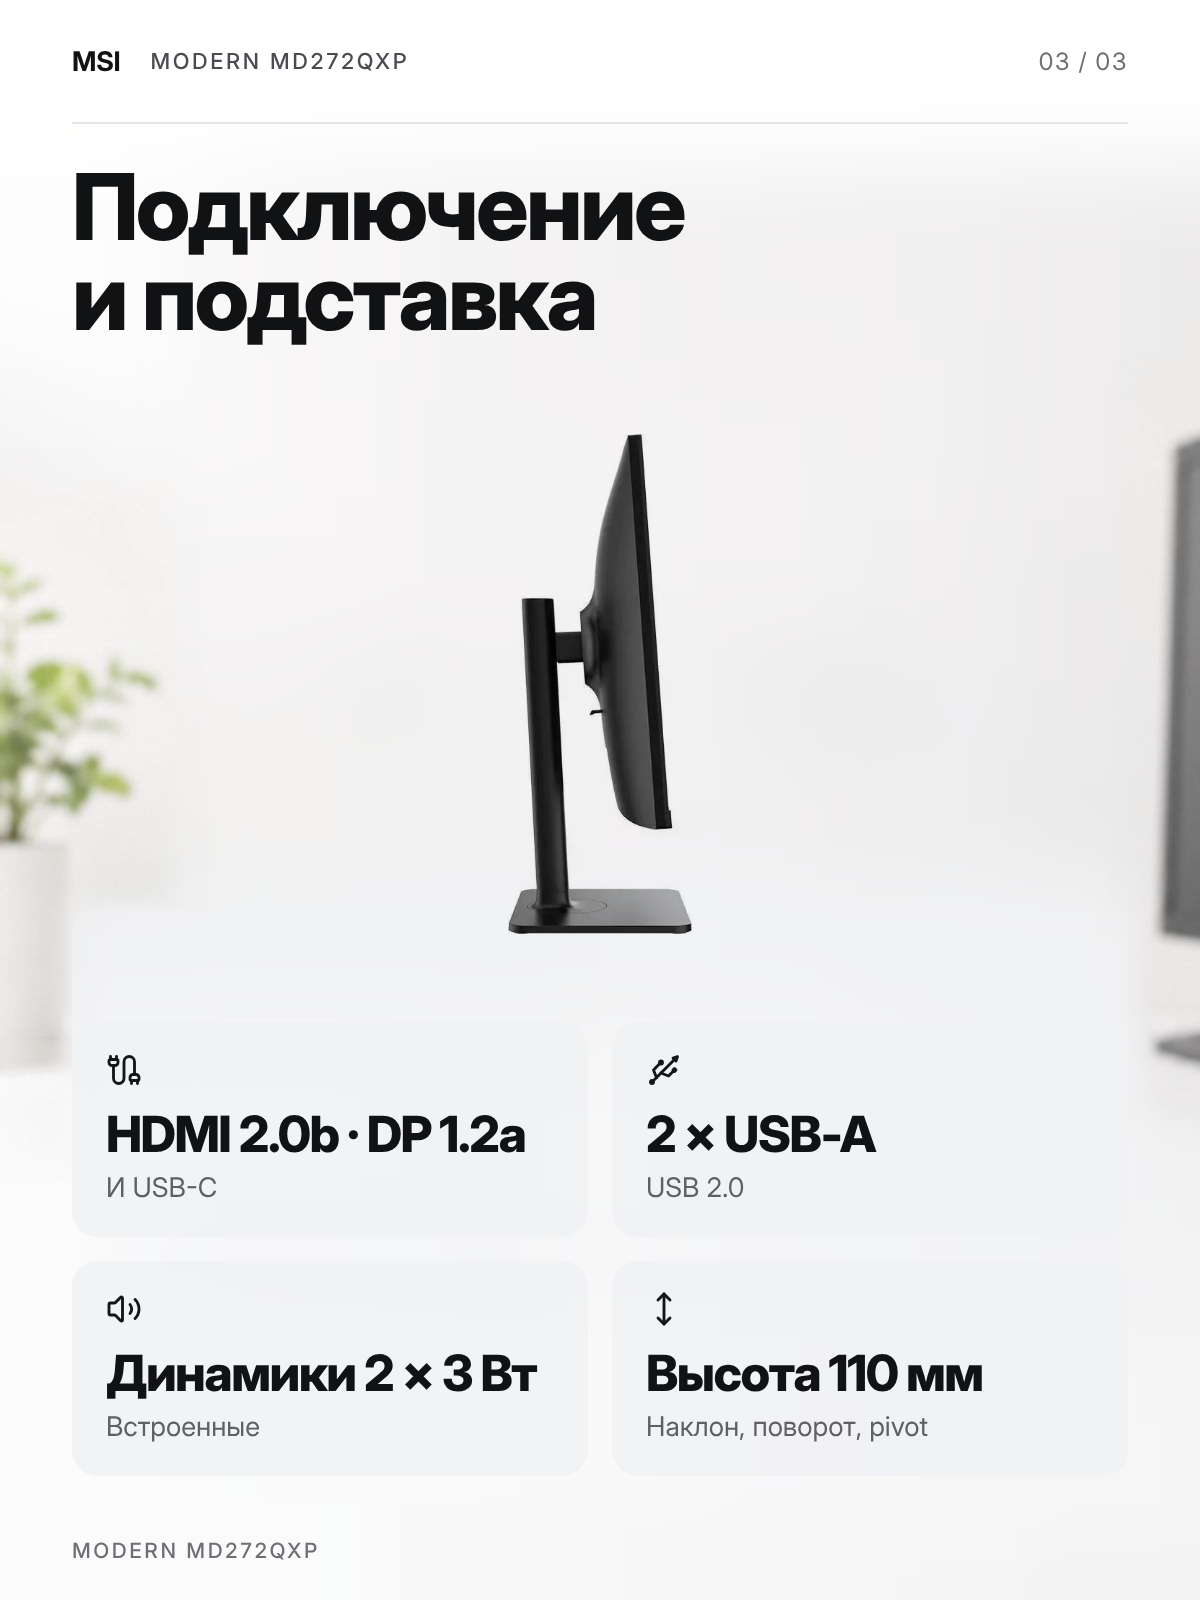 MSI MODERN MD272QXP 03 / 03
Подключение
и подставка
HDMI 2.0b · DP 1.2a
И USB-C
2 × USB-A
USB 2.0
Динамики 2 × 3 Вт
Встроенные
Высота 110 мм
Наклон, поворот, pivot
MODERN MD272QXP